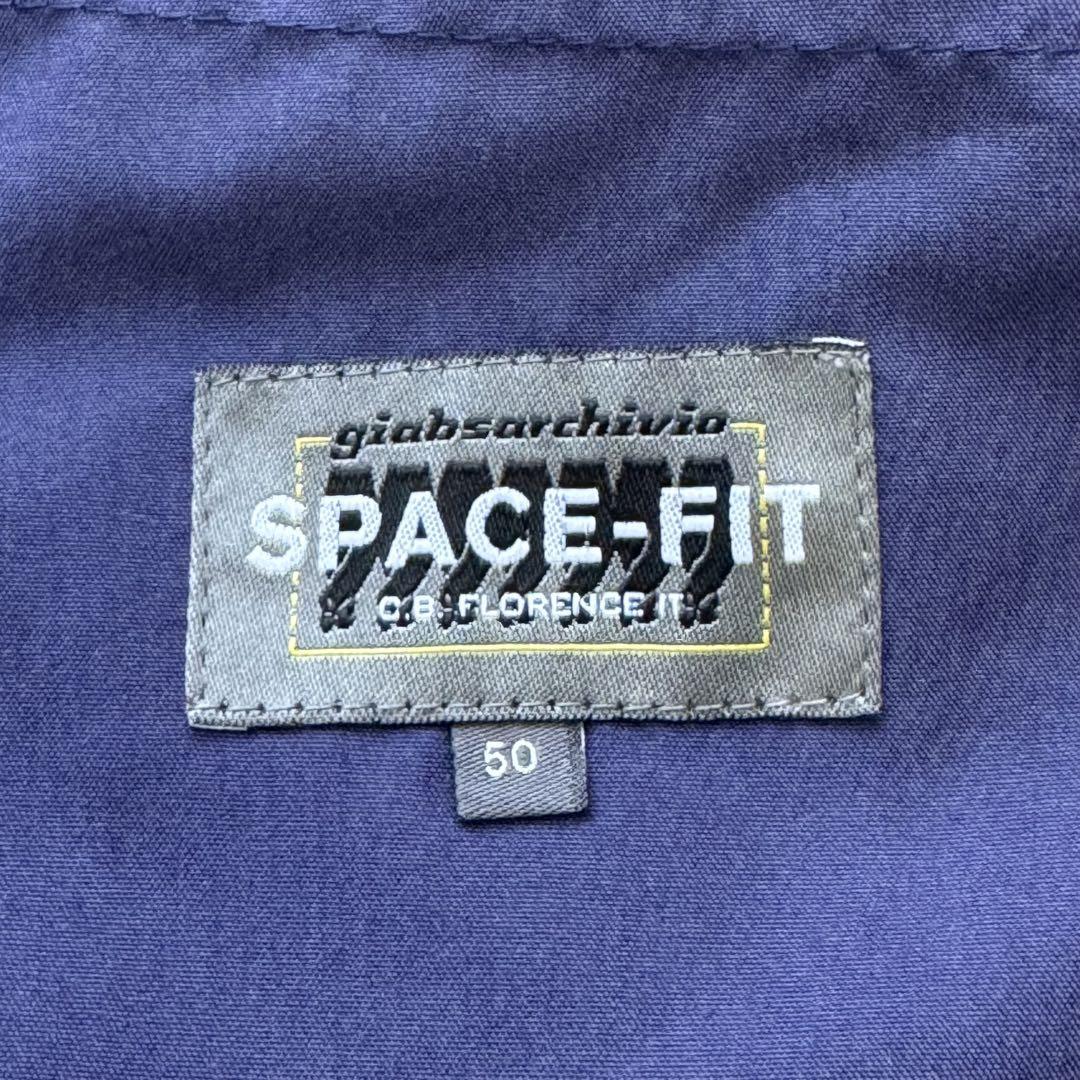 giabsarchivio
SPACE-FIT
C.B. FLORENCE IT
50